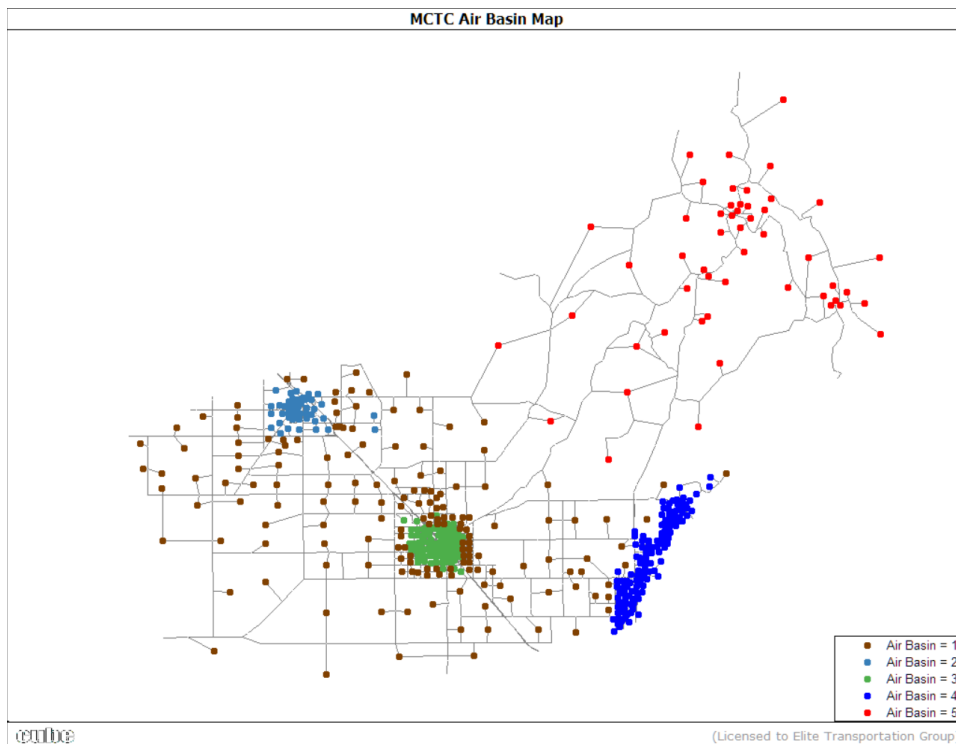 MCTC Air Basin Map
Air Basin = 1
Air Basin = 2
Air Basin = 3
Air Basin = 4
Air Basin = 5
cube
(Licensed to Elite Transportation Group)